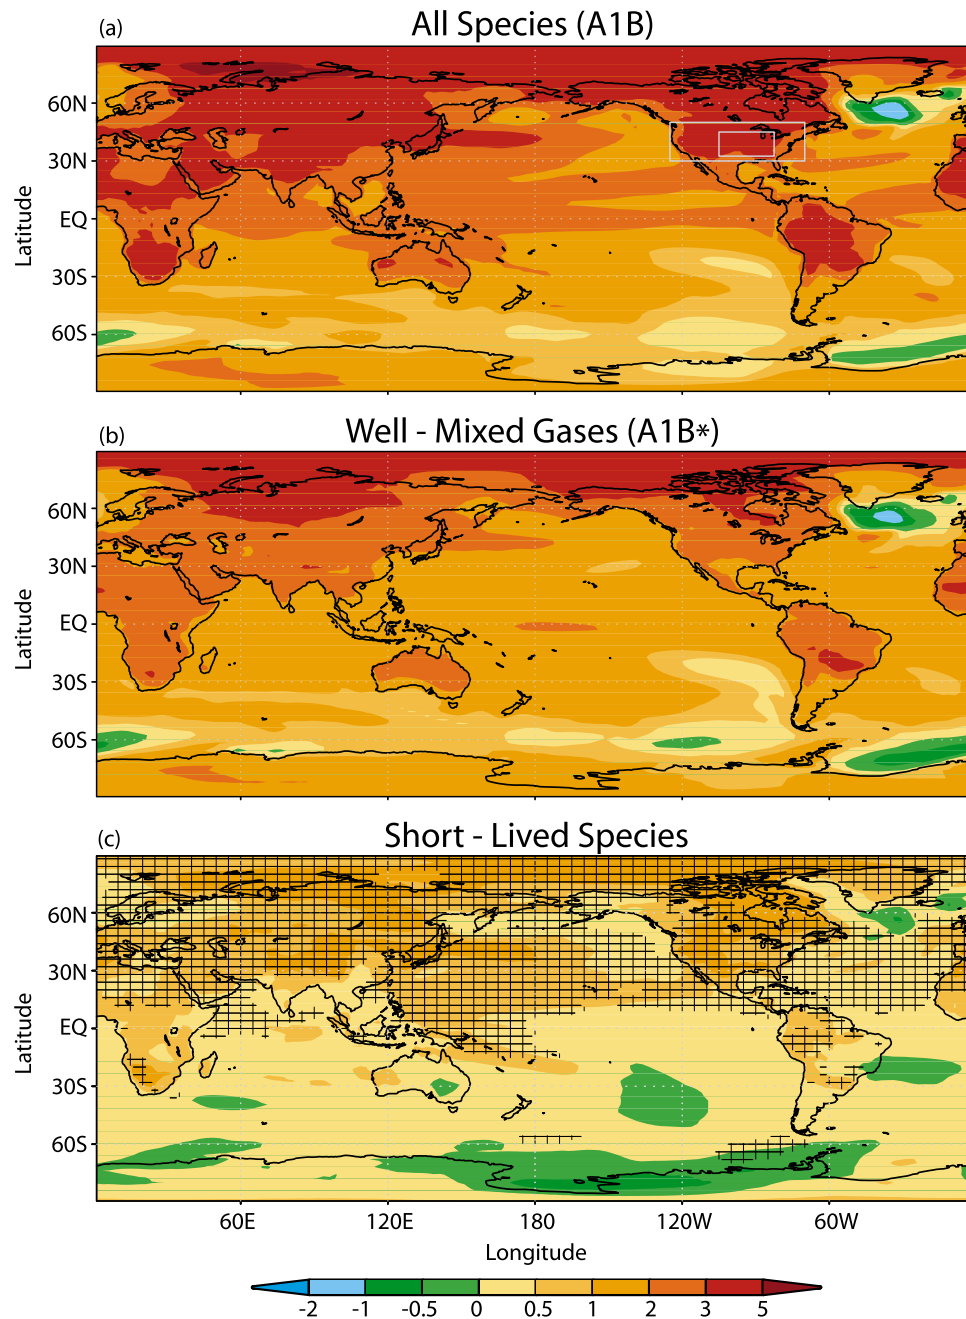 (a) All Species (A1B)
60N
30N
EQ
30S
60S
Latitude
(b) Well - Mixed Gases (A1B*)
60N
30N
EQ
30S
60S
Latitude
(c) Short - Lived Species
60N
30N
EQ
30S
60S
Latitude
60E 120E 180 120W 60W
Longitude
-2 -1 -0.5 0 0.5 1 2 3 5